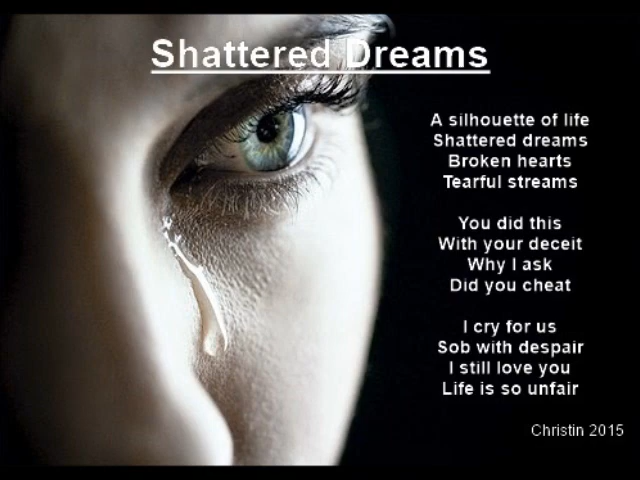 Shattered Dreams
A silhouette of life
Shattered dreams
Broken hearts
Tearful streams
You did this
With your deceit
Why I ask
Did you cheat
I cry for us
Sob with despair
I still love you
Life is so unfair
Christin 2015